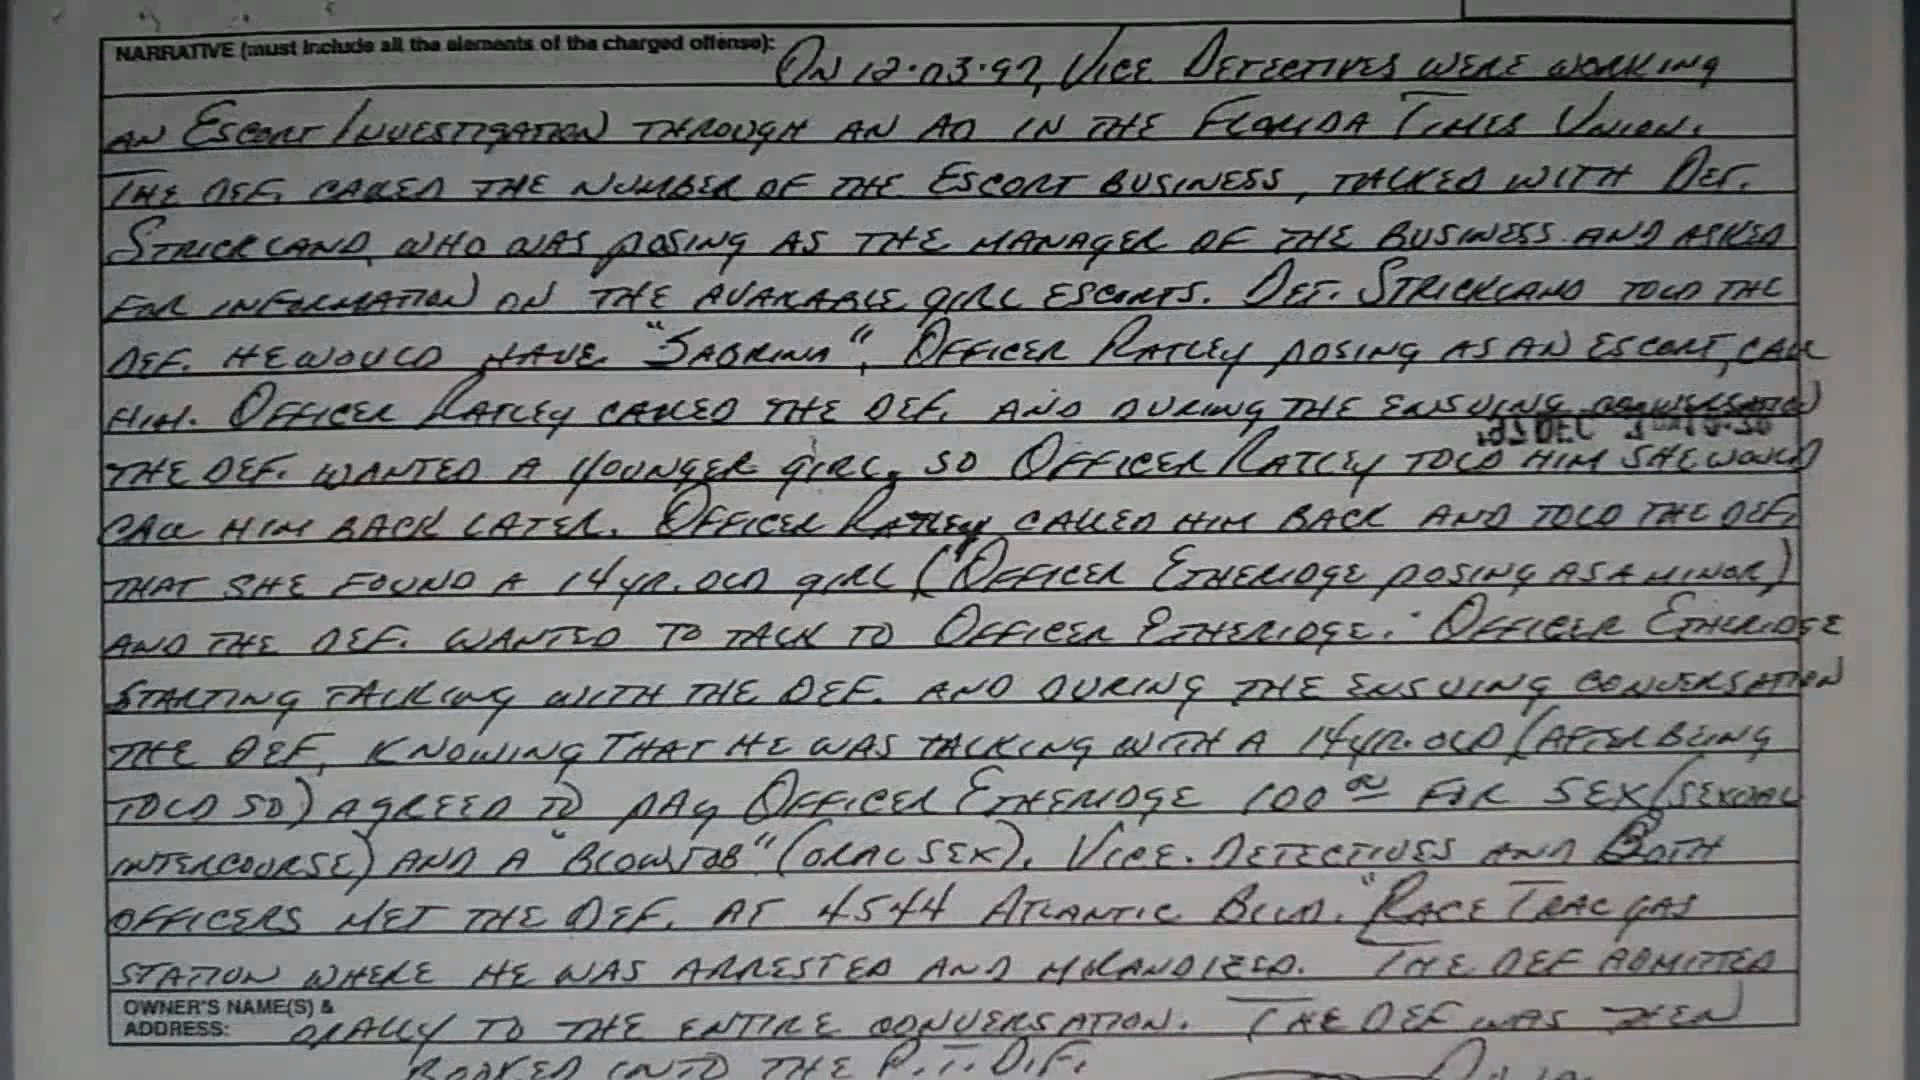 NARRATIVE (must include all the elements of the charged offense): ON 12.03.97, VICE DETECTIVES WERE WORKING
AN ESCORT INVESTIGATION THROUGH AN AD IN THE FLORIDA TIMES UNION.
THE DEF. CALLED THE NUMBER OF THE ESCORT BUSINESS, TALKED WITH DET.
STRICKLAND, WHO WAS POSING AS THE MANAGER OF THE BUSINESS AND ASKED
FOR INFORMATION ON THE AVAILABLE GIRL ESCORTS. DET. STRICKLAND TOLD THE
DEF. HE WOULD HAVE "SABRINA", OFFICER RATLEY POSING AS AN ESCORT, CALL
HIM. OFFICER RATLEY CALLED THE DEF. AND DURING THE ENSUING CONVERSATION
DEC
THE DEF. WANTED A YOUNGER GIRL, SO OFFICER RATLEY TOLD HIM SHE WOULD
CALL HIM BACK LATER. OFFICER RATLEY CALLED HIM BACK AND TOLD THE DEF.
THAT SHE FOUND A 14 YR. OLD GIRL (OFFICER ETHERIDGE POSING AS A MINOR)
AND THE DEF. WANTED TO TALK TO OFFICER ETHERIDGE. OFFICER ETHERIDGE
STARTING TALKING WITH THE DEF. AND DURING THE ENSUING CONVERSATION
THE DEF, KNOWING THAT HE WAS TALKING WITH A 14 YR. OLD (AFTER BEING
TOLD SO) AGREED TO PAY OFFICER ETHERIDGE 100 FOR SEX (SEXUAL
INTERCOURSE) AND A "BLOWJOB" (ORAL SEX). VICE DETECTIVES AND BOTH
OFFICERS MET THE DEF. AT 4544 ATLANTIC BLVD. "RACE TRAC GAS
STATION WHERE HE WAS ARRESTED AND MIRANDIZED. THE DEF ADMITTED
OWNER'S NAME(S) &
ADDRESS: ORALLY TO THE ENTIRE CONVERSATION. THE DEF WAS THEN
BOOKED INTO THE P.T.D.F.